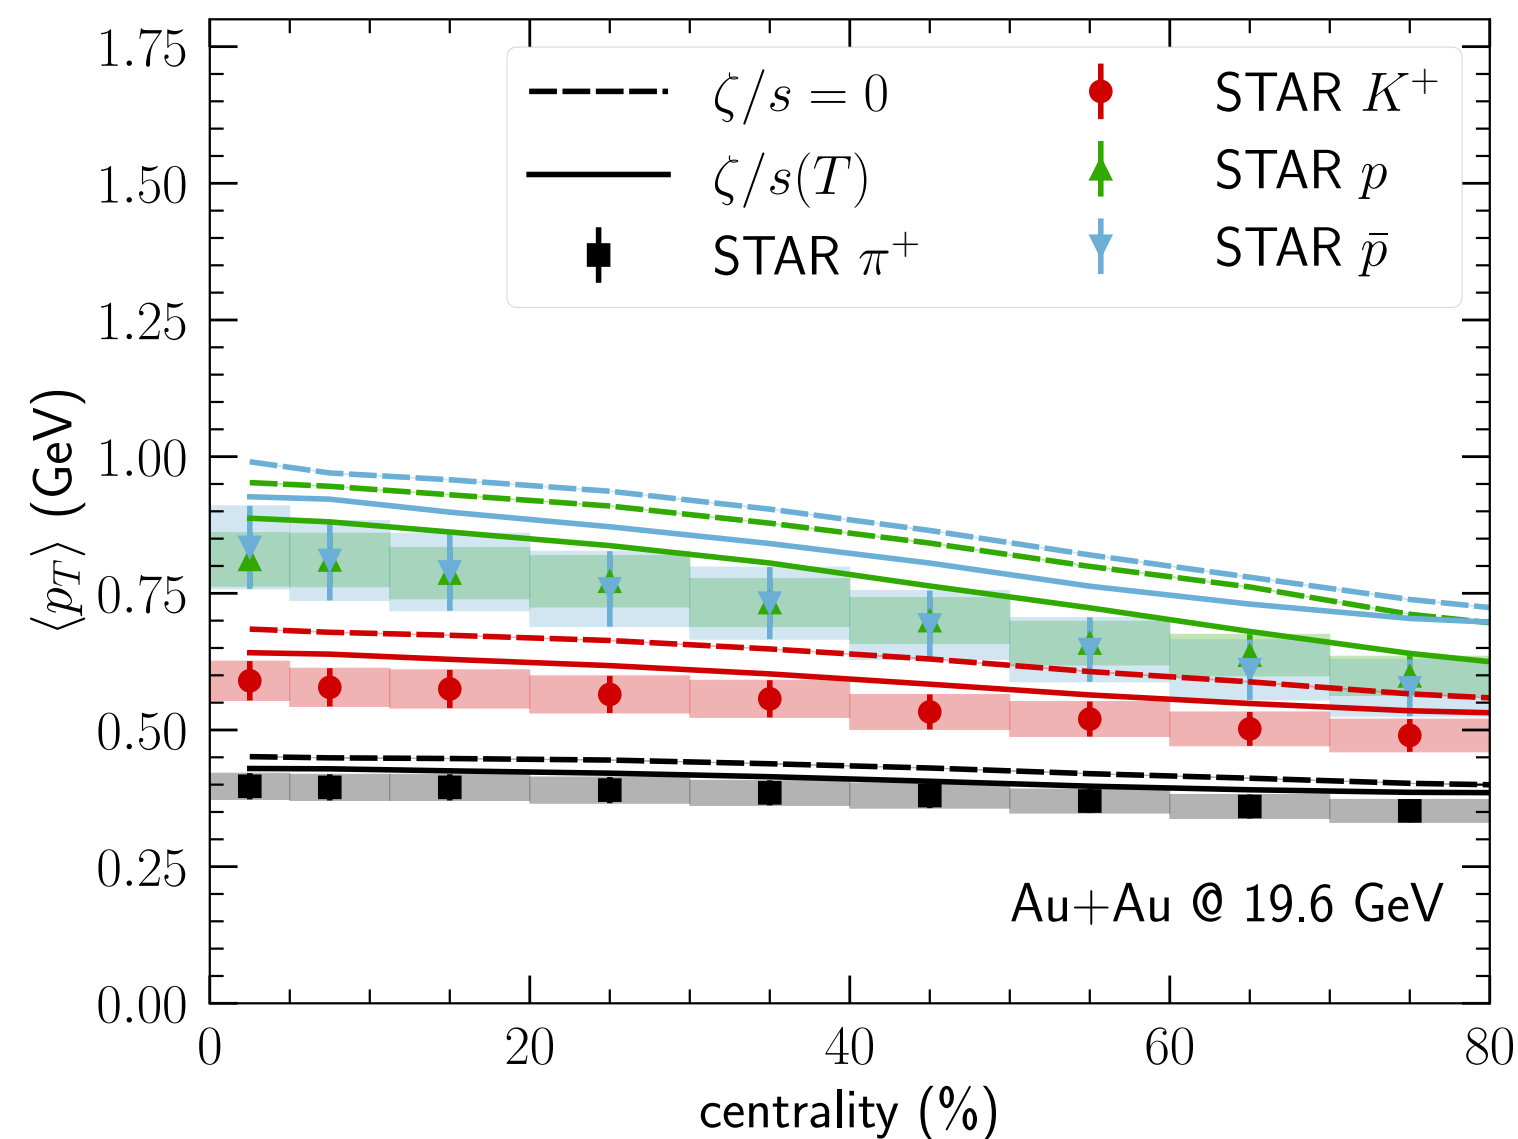 1.75
1.50
1.25
1.00
0.75
0.50
0.25
0.00
⟨p_T⟩ (GeV)
ζ/s = 0
ζ/s(T)
STAR π⁺
STAR K⁺
STAR p
STAR p̄
Au+Au @ 19.6 GeV
0 20 40 60 80
centrality (%)